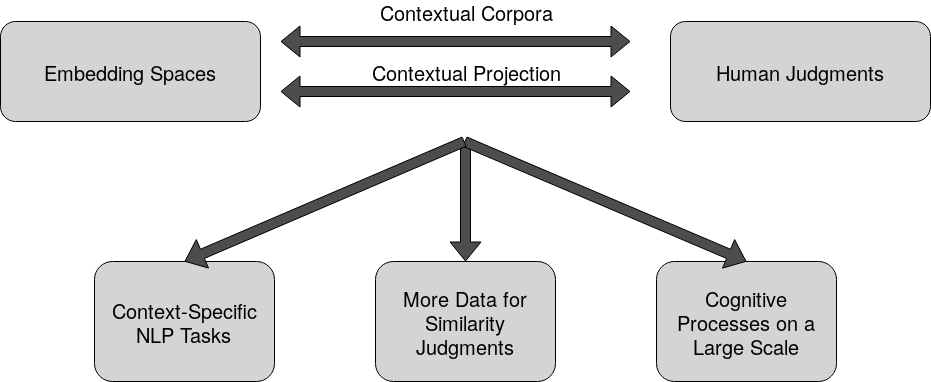 Contextual Corpora
Embedding Spaces
Contextual Projection
Human Judgments
Context-Specific
NLP Tasks
More Data for
Similarity
Judgments
Cognitive
Processes on a
Large Scale